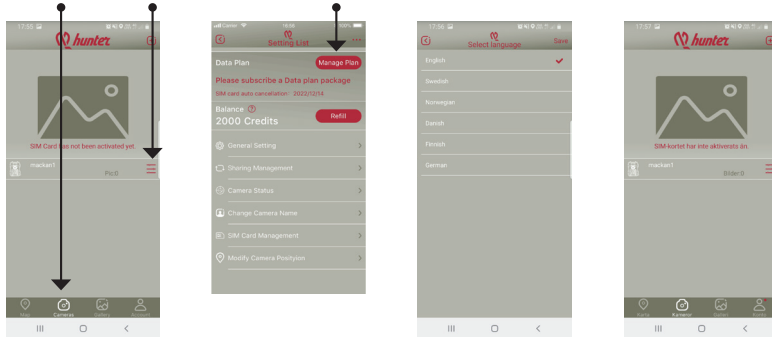 17:55
hunter
SIM Card has not been activated yet.
mackan1
Pic:0
Map
Cameras
Gallery
Account
Setting List
Data Plan
Manage Plan
Please subscribe a Data plan package
SIM card auto cancellation : 2022/12/14
Balance
2000 Credits
Refill
General Setting
Sharing Management
Camera Status
Change Camera Name
SIM Card Management
Modify Camera Positiyion
17:56
Select language
Save
English
Swedish
Norwegian
Danish
Finnish
German
17:57
hunter
SIM-kortet har inte aktiverats än.
mackan1
Bilder:0
Karta
Kameror
Galleri
Konto